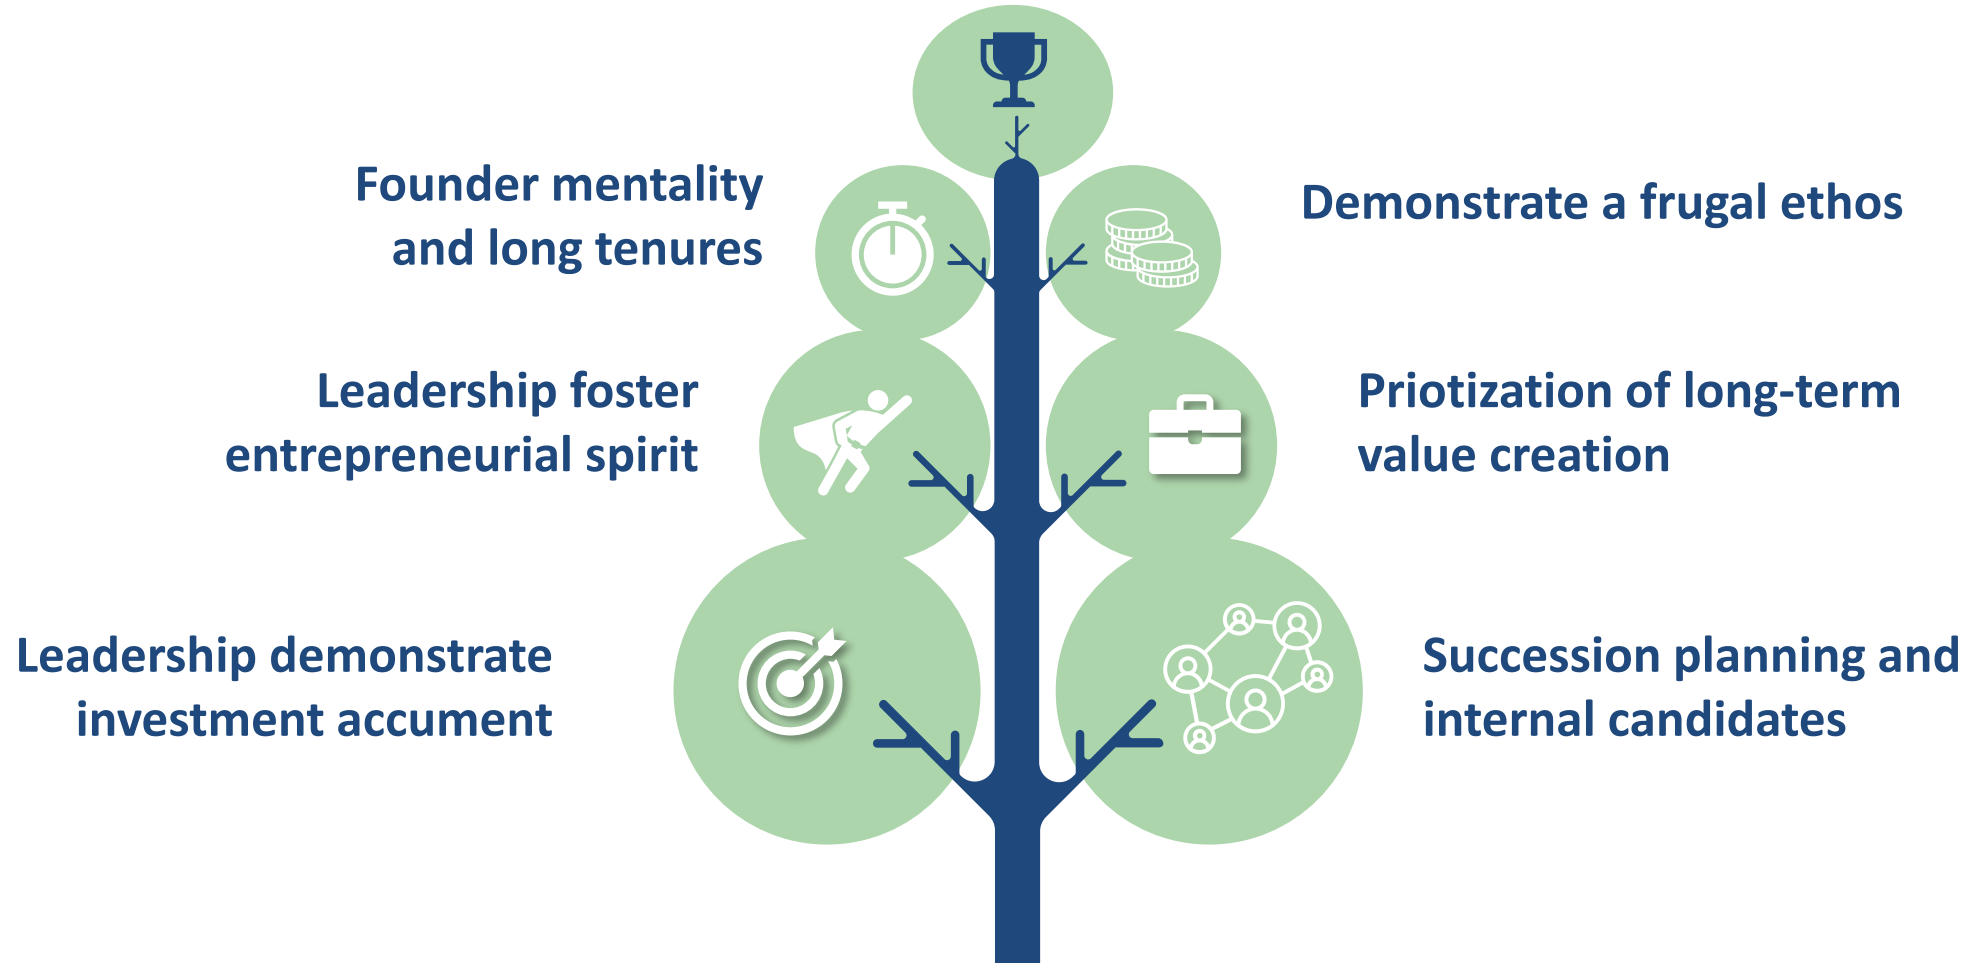 Founder mentality
and long tenures
Demonstrate a frugal ethos
Leadership foster
entrepreneurial spirit
Priotization of long-term
value creation
Leadership demonstrate
investment accument
Succession planning and
internal candidates